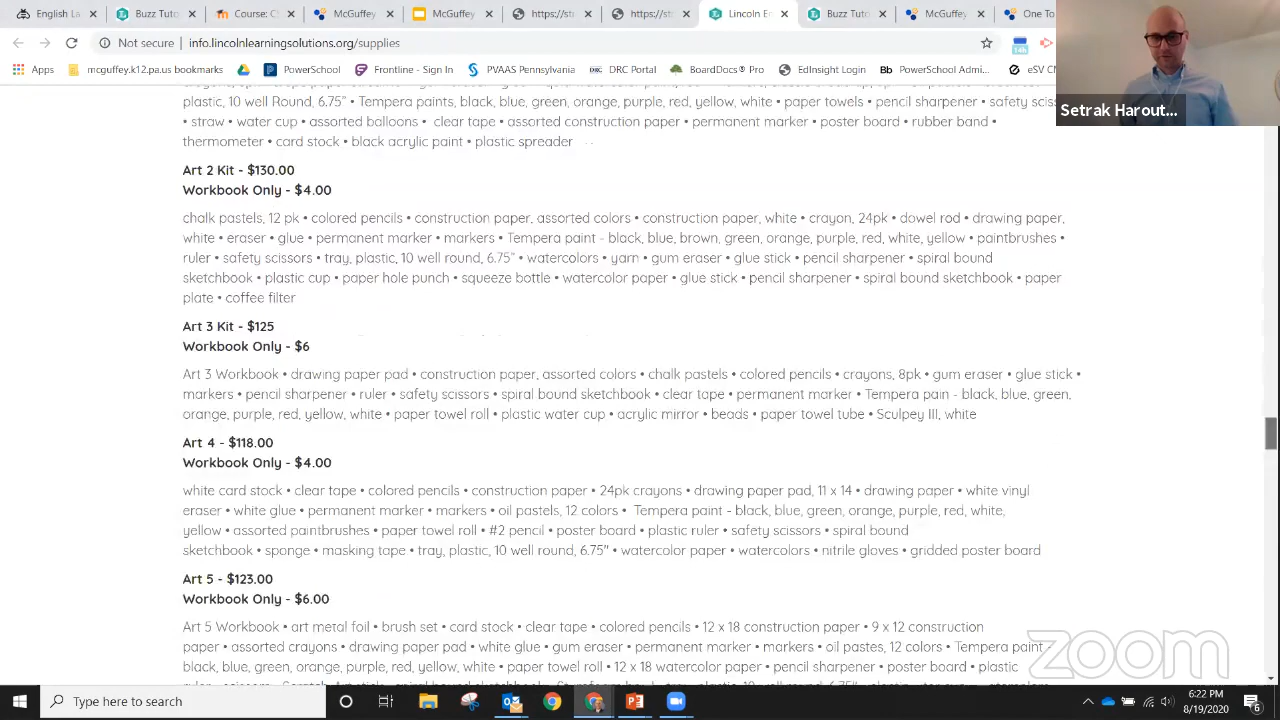 https://si
https://si
Lincoln En
Buzz Tuto
Buzz Tuto
McGuffey:
McGuffey:
One To
Not secure
info.lincolnlearningsolutions.org/supplies
14h
Apps
mcguffey.k12.pa.us bookmarks
PowerSchool
Frontline - Sign In
PVAAS Pennsylvania
DRC
DRC Portal
BoardDocs® Pro
EdInsight Login
Bb
PowerSchool Admi...
eSV
Setrak Harout...
plastic, 10 well Round, 6.75” • Tempera paints, black, blue, green, orange, purple, red, yellow, white • paper towels • pencil sharpener • safety
• straw • water cup • assorted balloons • clear tape • assorted construction paper • permanent marker • poster board • rubber band •
thermometer • card stock • black acrylic paint • plastic spreader
Art 2 Kit - $130.00
Workbook Only - $4.00
chalk pastels, 12 pk • colored pencils • construction paper, assorted colors • construction paper, white • crayon, 24pk • dowel rod • drawing paper,
white • eraser • glue • permanent marker • markers • Tempera paint - black, blue, brown, green, orange, purple, red, white, yellow • paintbrushes •
ruler • safety scissors • tray, plastic, 10 well round, 6.75” • watercolors • yarn • gum eraser • glue stick • pencil sharpener • spiral bound
sketchbook • plastic cup • paper hole punch • squeeze bottle • watercolor paper • glue stick • pencil sharpener • spiral bound sketchbook • paper
plate • coffee filter
Art 3 Kit - $125
Workbook Only - $6
Art 3 Workbook • drawing paper pad • construction paper, assorted colors • chalk pastels • colored pencils • crayons, 8pk • gum eraser • glue stick •
markers • pencil sharpener • ruler • safety scissors • spiral bound sketchbook • clear tape • permanent marker • Tempera pain - black, blue, green,
orange, purple, red, yellow, white • paper towel roll • plastic water cup • acrylic mirror • beads • paper towel tube • Sculpey III, white
Art 4 - $118.00
Workbook Only - $4.00
white card stock • clear tape • colored pencils • construction paper • 24pk crayons • drawing paper pad, 11 x 14 • drawing paper • white vinyl
eraser • white glue • permanent marker • markers • oil pastels, 12 colors • Tempera paint - black, blue, green, orange, purple, red, white,
yellow • assorted paintbrushes • paper towel roll • #2 pencil • poster board • plastic ruler • safety scissors • spiral bound
sketchbook • sponge • masking tape • tray, plastic, 10 well round, 6.75" • watercolor paper • watercolors • nitrile gloves • gridded poster board
Art 5 - $123.00
Workbook Only - $6.00
Art 5 Workbook • art metal foil • brush set • card stock • clear tape • colored pencils • 12 x 18 construction paper • 9 x 12 construction
paper • assorted crayons • drawing paper pad • white glue • gum eraser • permanent marker • markers • oil pastes, 12 colors • Tempera paint -
black, blue, green, orange, purple, red, yellow, white • paper towel roll • 12 x 18 watercolor paper • pencil sharpener • poster board • plastic
zoom
Type here to search
6:22 PM
8/19/2020
6